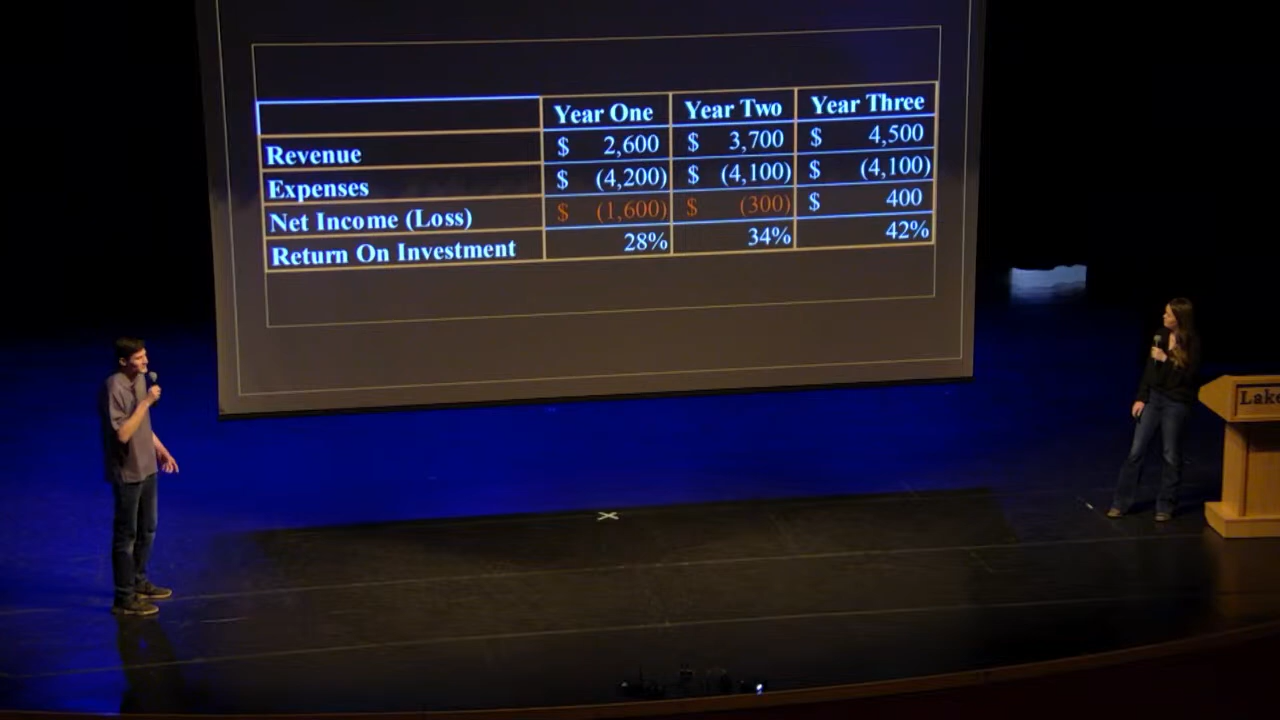 Year One Year Two Year Three
Revenue $ 2,600 $ 3,700 $ 4,500
Expenses $ (4,200) $ (4,100) $ (4,100)
Net Income (Loss) $ (1,600) $ (300) $ 400
Return On Investment 28% 34% 42%
Lake